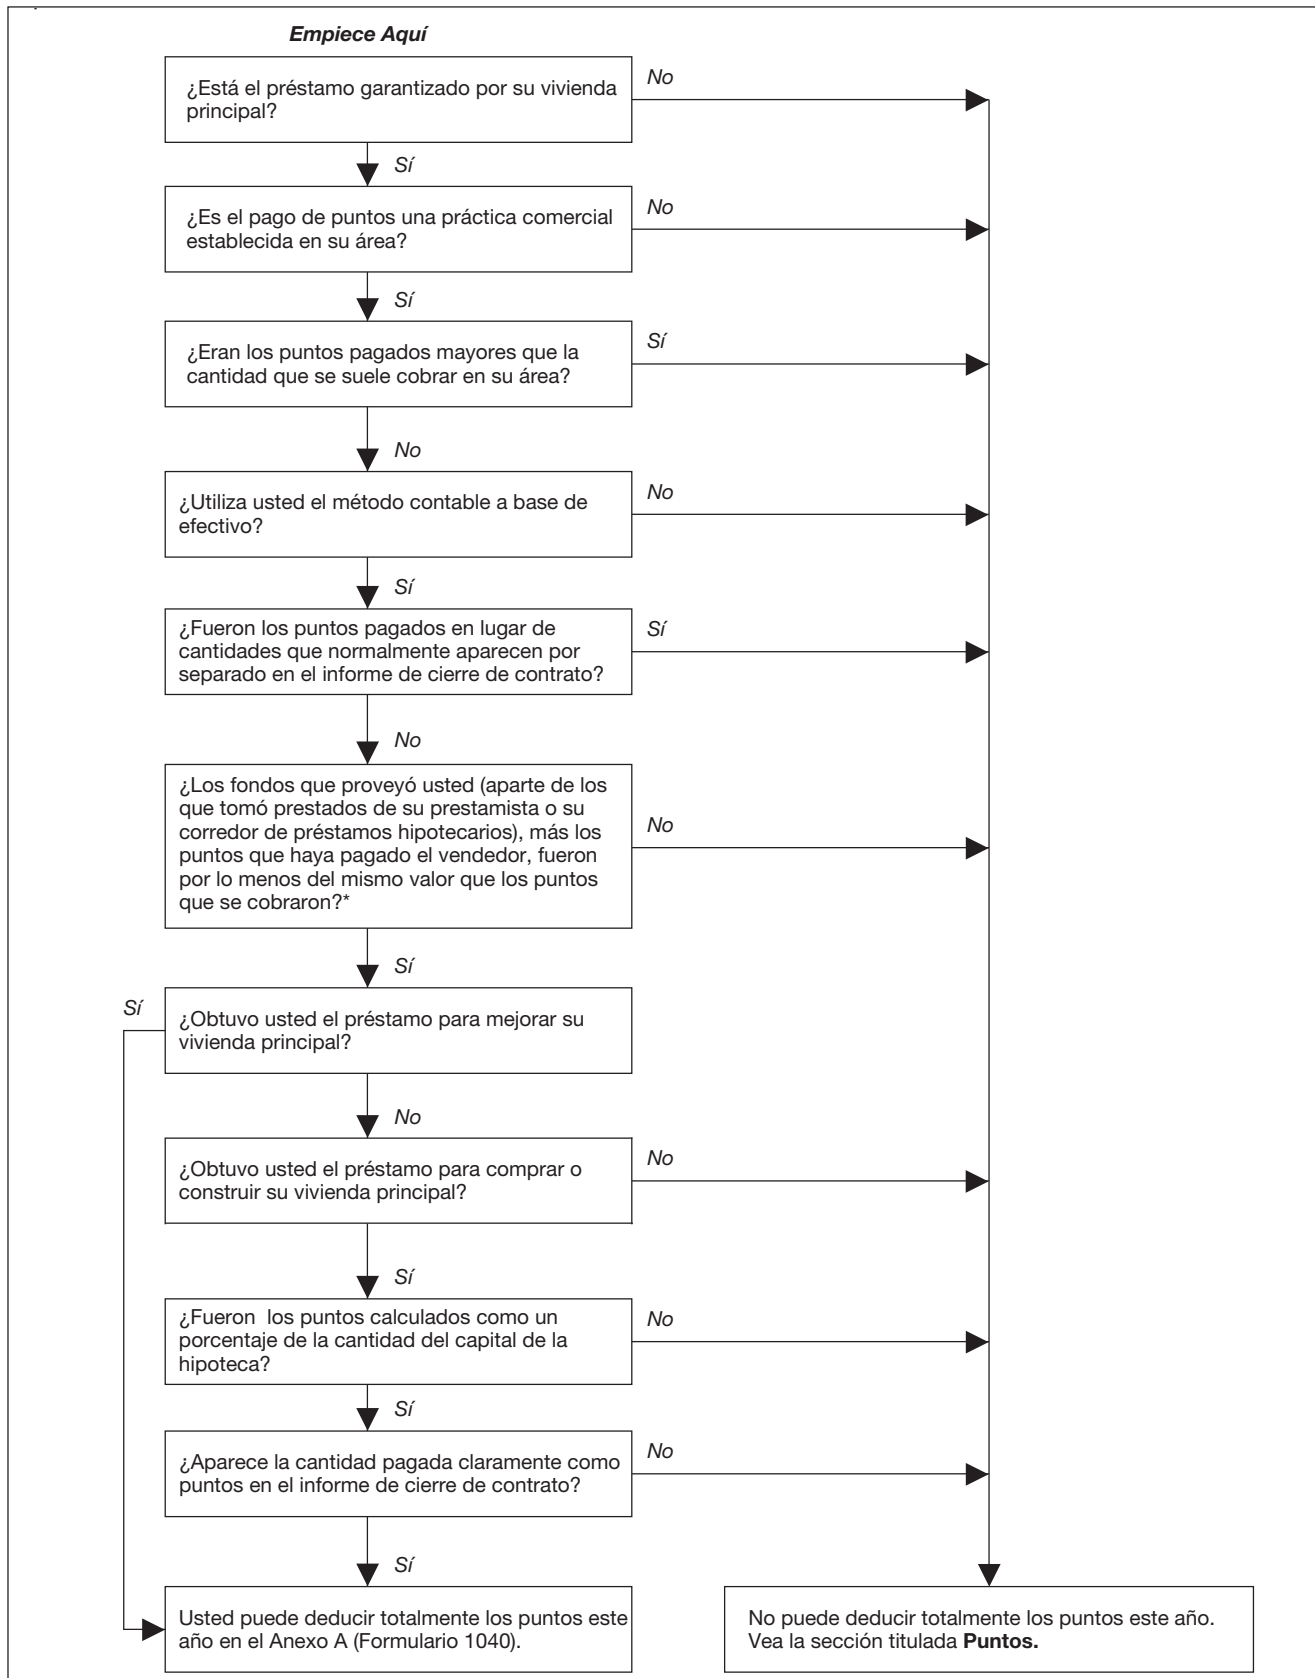 Empiece Aquí
¿Está el préstamo garantizado por su vivienda
principal?
No
Sí
¿Es el pago de puntos una práctica comercial
establecida en su área?
No
Sí
¿Eran los puntos pagados mayores que la
cantidad que se suele cobrar en su área?
Sí
No
¿Utiliza usted el método contable a base de
efectivo?
No
Sí
¿Fueron los puntos pagados en lugar de
cantidades que normalmente aparecen por
separado en el informe de cierre de contrato?
Sí
No
¿Los fondos que proveyó usted (aparte de los
que tomó prestados de su prestamista o su
corredor de préstamos hipotecarios), más los
puntos que haya pagado el vendedor, fueron
por lo menos del mismo valor que los puntos
que se cobraron?*
No
Sí
Sí
¿Obtuvo usted el préstamo para mejorar su
vivienda principal?
No
¿Obtuvo usted el préstamo para comprar o
construir su vivienda principal?
No
Sí
¿Fueron los puntos calculados como un
porcentaje de la cantidad del capital de la
hipoteca?
No
Sí
¿Aparece la cantidad pagada claramente como
puntos en el informe de cierre de contrato?
No
Sí
Usted puede deducir totalmente los puntos este
año en el Anexo A (Formulario 1040).
No puede deducir totalmente los puntos este año.
Vea la sección titulada Puntos.